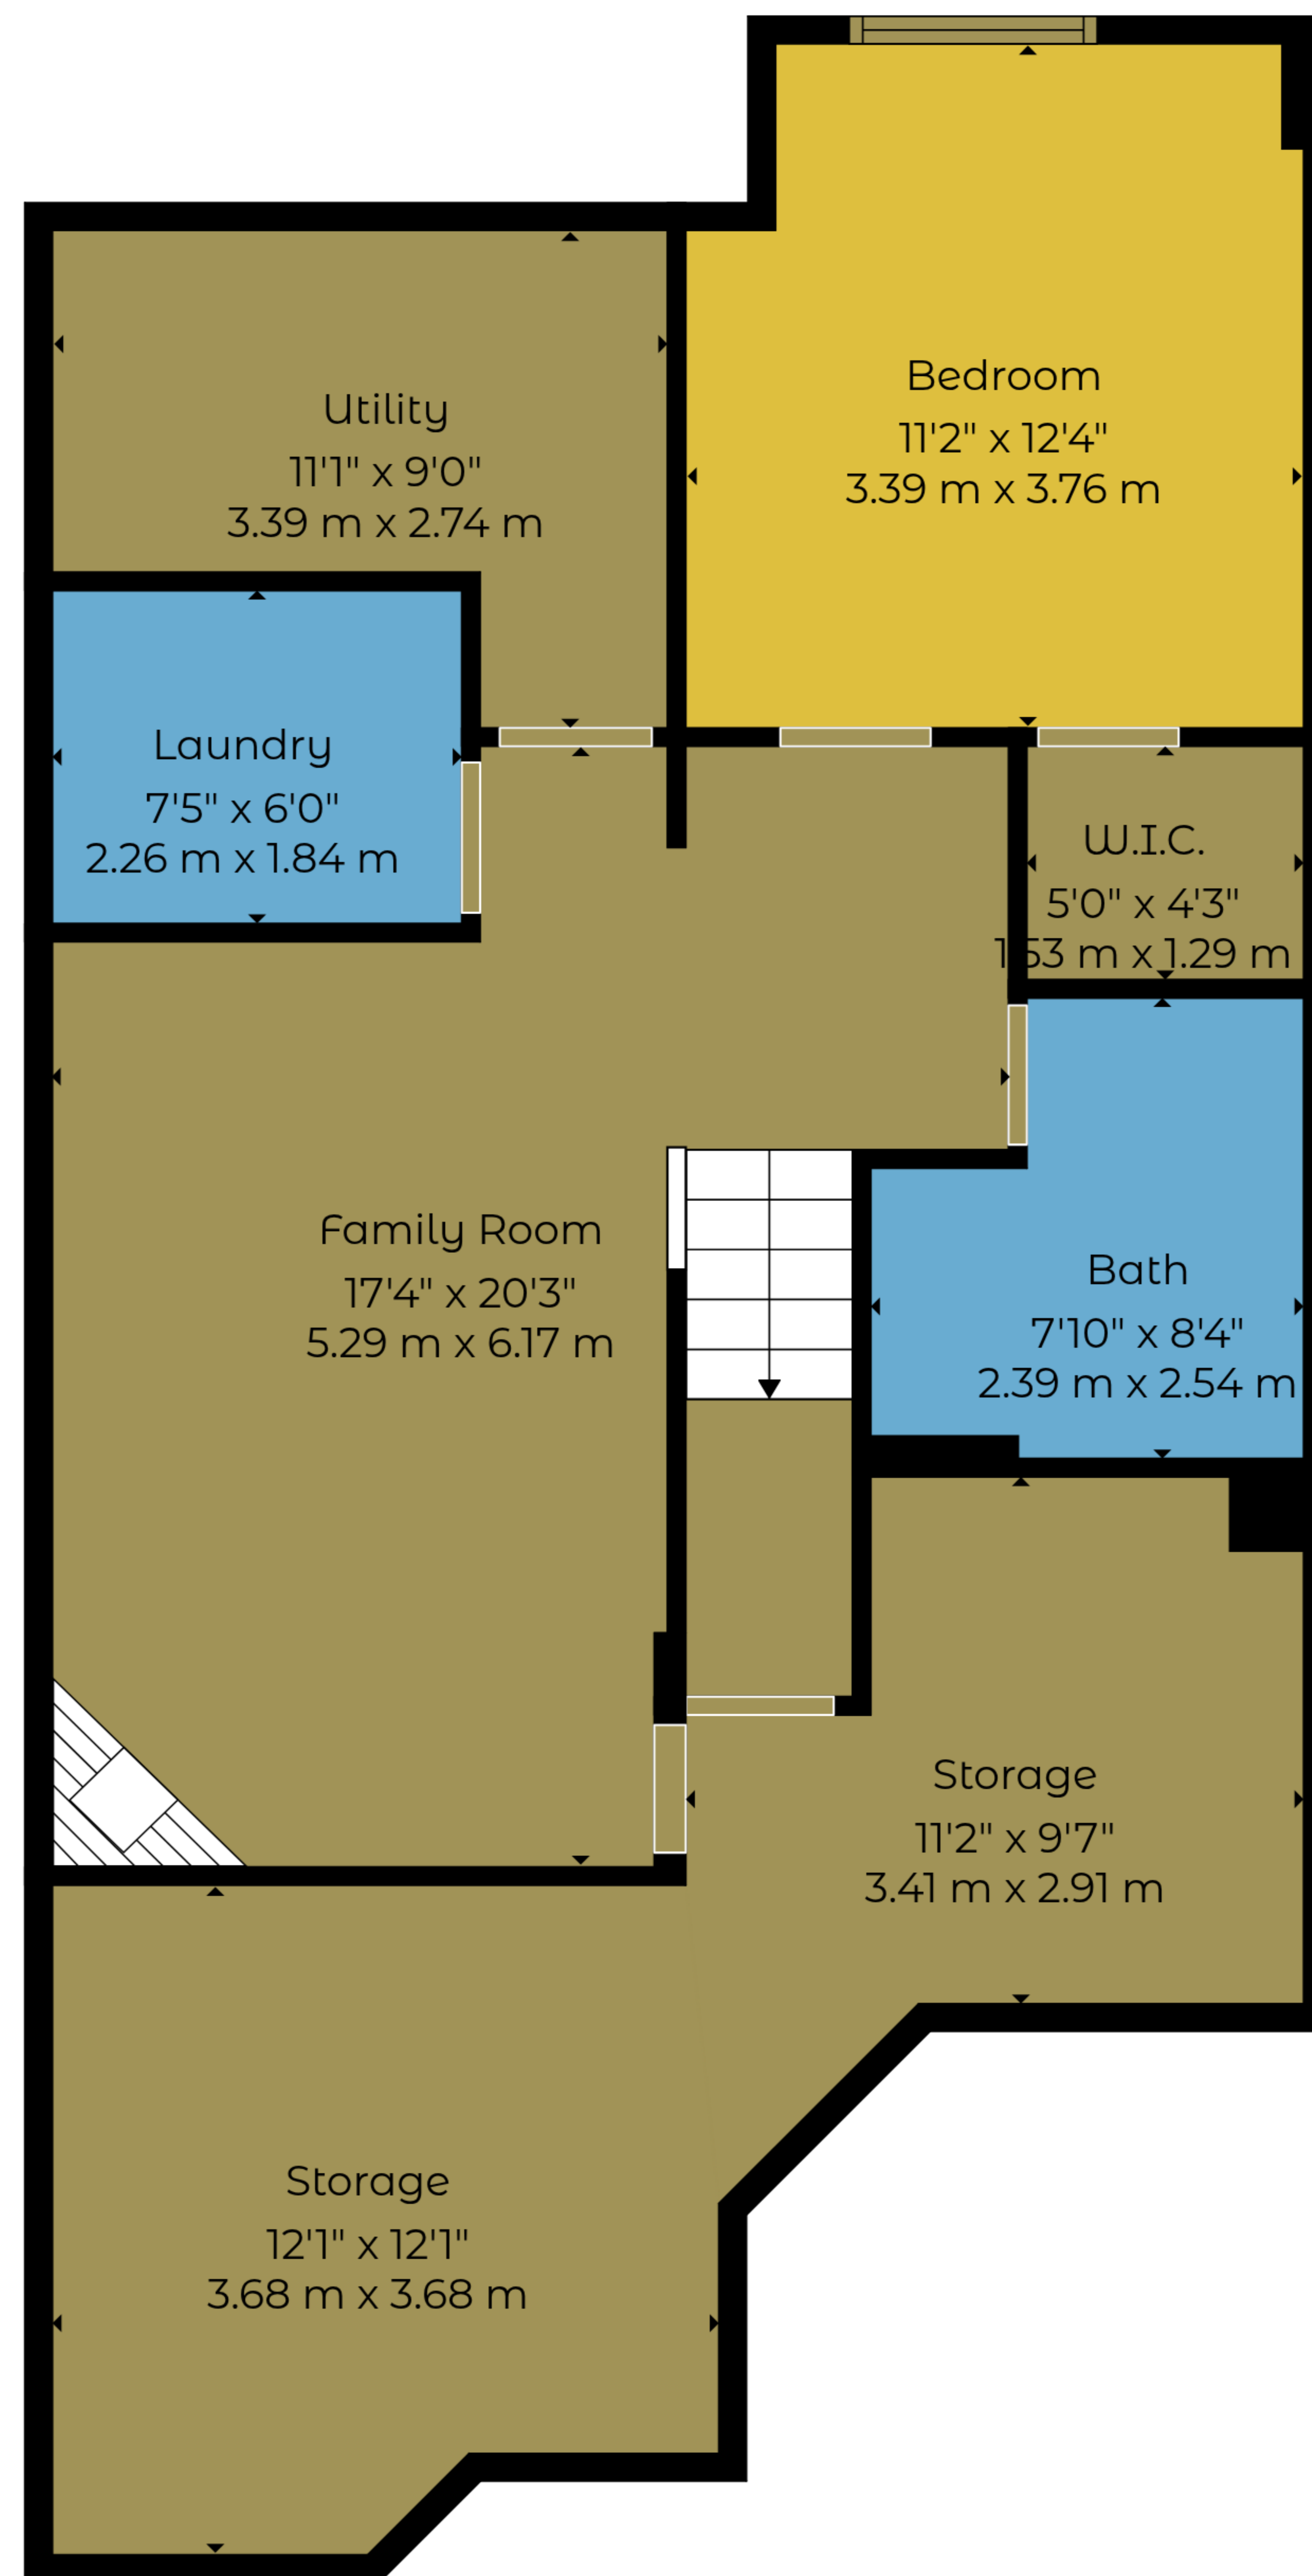 Bedroom
11'2" x 12'4"
3.39 m x 3.76 m
Utility
11'1" x 9'0"
3.39 m x 2.74 m
Laundry
7'5" x 6'0"
2.26 m x 1.84 m
W.I.C.
5'0" x 4'3"
1.53 m x 1.29 m
Family Room
17'4" x 20'3"
5.29 m x 6.17 m
Bath
7'10" x 8'4"
2.39 m x 2.54 m
Storage
11'2" x 9'7"
3.41 m x 2.91 m
Storage
12'1" x 12'1"
3.68 m x 3.68 m